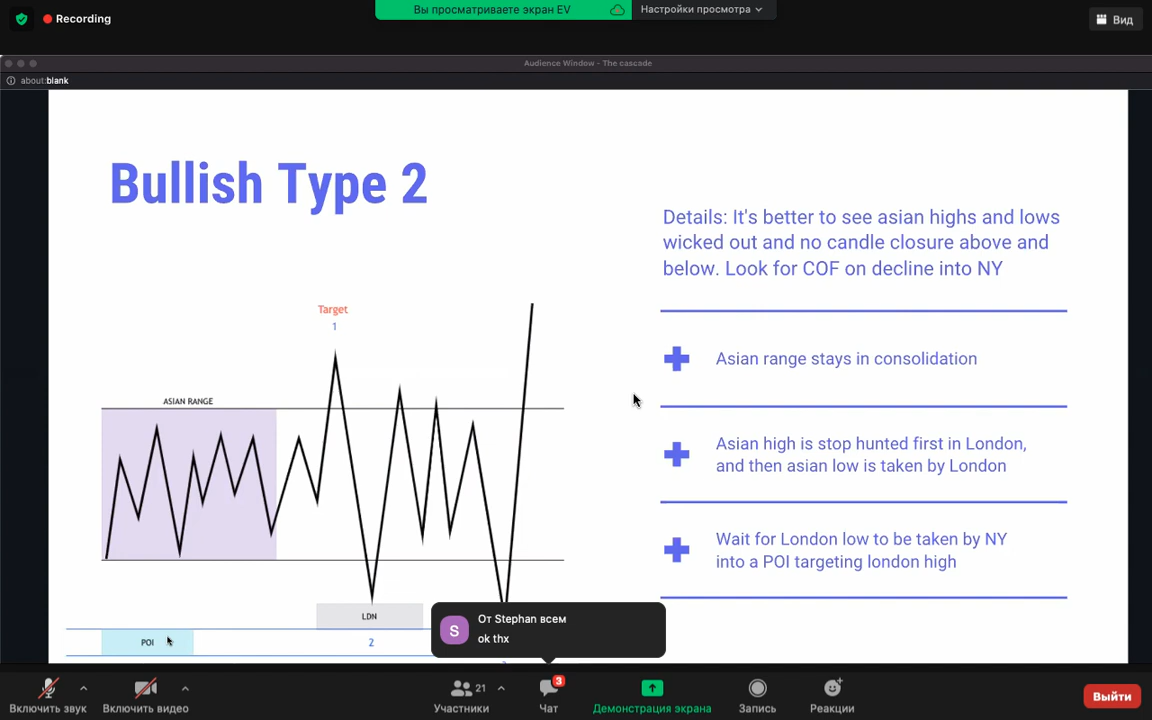 Recording
Вы просматриваете экран EV
Настройки просмотра
Вид
Audience Window - The cascade
about:blank
Bullish Type 2
Details: It's better to see asian highs and lows
wicked out and no candle closure above and
below. Look for COF on decline into NY
Target
1
ASIAN RANGE
Asian range stays in consolidation
Asian high is stop hunted first in London,
and then asian low is taken by London
Wait for London low to be taken by NY
into a POI targeting london high
LDN
POI
2
S
От Stephan всем
ok thx
Включить звук
Включить видео
21
Участники
3
Чат
Демонстрация экрана
Запись
Реакции
Выйти